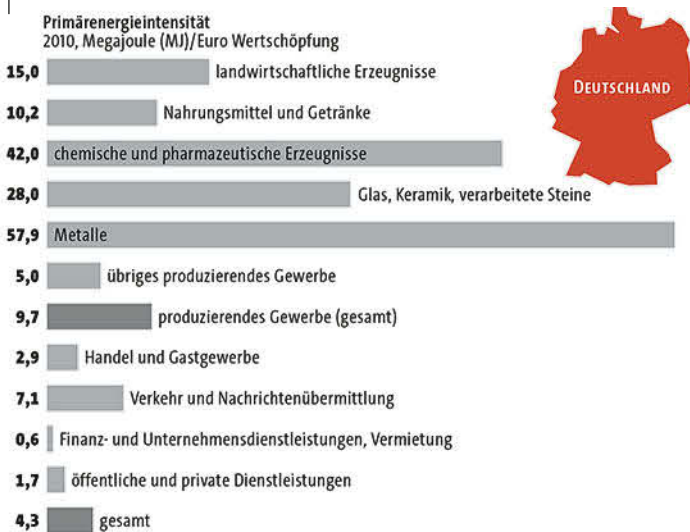 Primärenergieintensität
2010, Megajoule (MJ)/Euro Wertschöpfung
15,0 landwirtschaftliche Erzeugnisse
DEUTSCHLAND
10,2 Nahrungsmittel und Getränke
42,0 chemische und pharmazeutische Erzeugnisse
28,0 Glas, Keramik, verarbeitete Steine
57,9 Metalle
5,0 übriges produzierendes Gewerbe
9,7 produzierendes Gewerbe (gesamt)
2,9 Handel und Gastgewerbe
7,1 Verkehr und Nachrichtenübermittlung
0,6 Finanz- und Unternehmensdienstleistungen, Vermietung
1,7 öffentliche und private Dienstleistungen
4,3 gesamt